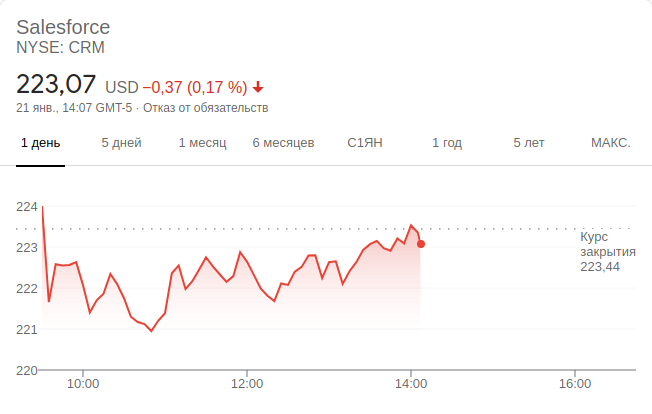 Salesforce
NYSE: CRM
223,07 USD −0,37 (0,17 %)
21 янв., 14:07 GMT-5 · Отказ от обязательств
1 день 5 дней 1 месяц 6 месяцев С1ЯН 1 год 5 лет МАКС.
224
223
222
221
220
Курс
закрытия
223,44
10:00 12:00 14:00 16:00